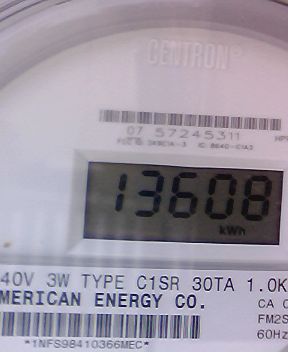 CENTRON®
07 57245311
13608
kWh
40V 3W TYPE C1SR 30TA 1.0K
MERICAN ENERGY CO.
CA 0
FM2S
60Hz
*1NFS98410366MEC*